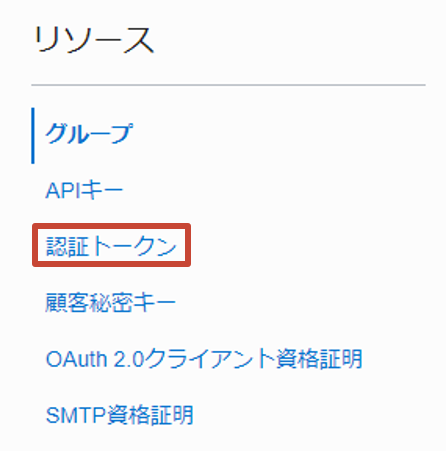 リソース
グループ
APIキー
認証トークン
顧客秘密キー
OAuth 2.0クライアント資格証明
SMTP資格証明